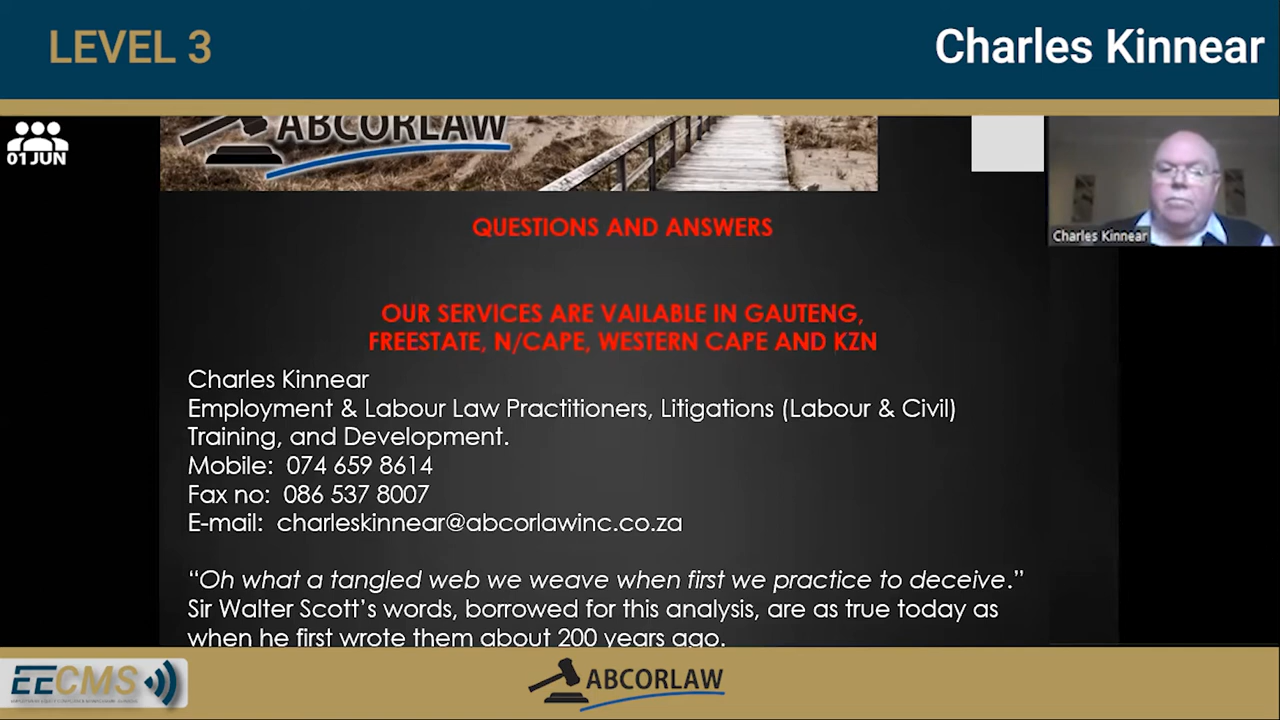 LEVEL 3
Charles Kinnear
01 JUN
ABCORLAW
Charles Kinnear
QUESTIONS AND ANSWERS
OUR SERVICES ARE VAILABLE IN GAUTENG,
FREESTATE, N/CAPE, WESTERN CAPE AND KZN
Charles Kinnear
Employment & Labour Law Practitioners, Litigations (Labour & Civil)
Training, and Development.
Mobile: 074 659 8614
Fax no: 086 537 8007
E-mail: charleskinnear@abcorlawinc.co.za
“Oh what a tangled web we weave when first we practice to deceive.”
Sir Walter Scott’s words, borrowed for this analysis, are as true today as
when he first wrote them about 200 years ago.
EECMS
ABCORLAW